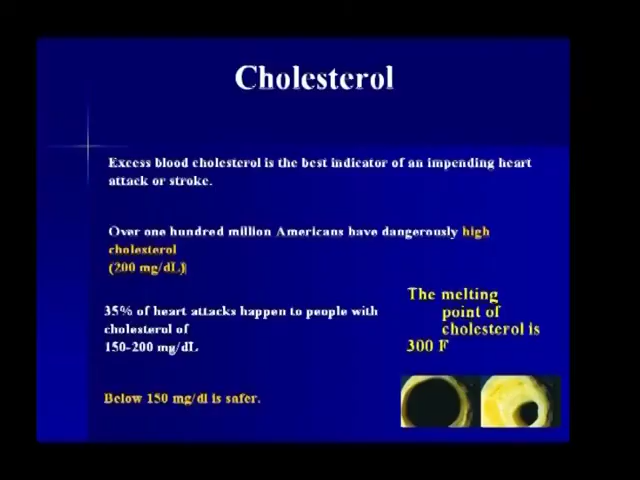 Cholesterol
Excess blood cholesterol is the best indicator of an impending heart
attack or stroke.
Over one hundred million Americans have dangerously high
cholesterol
(200 mg/dL)
35% of heart attacks happen to people with
cholesterol of
150-200 mg/dL
The melting
point of
cholesterol is
300 F
Below 150 mg/dl is safer.